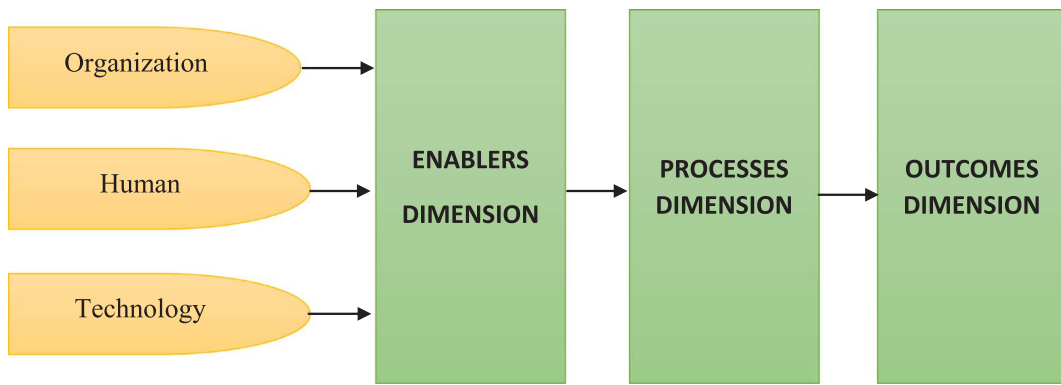 Organization
Human
Technology
ENABLERS
DIMENSION
PROCESSES
DIMENSION
OUTCOMES
DIMENSION